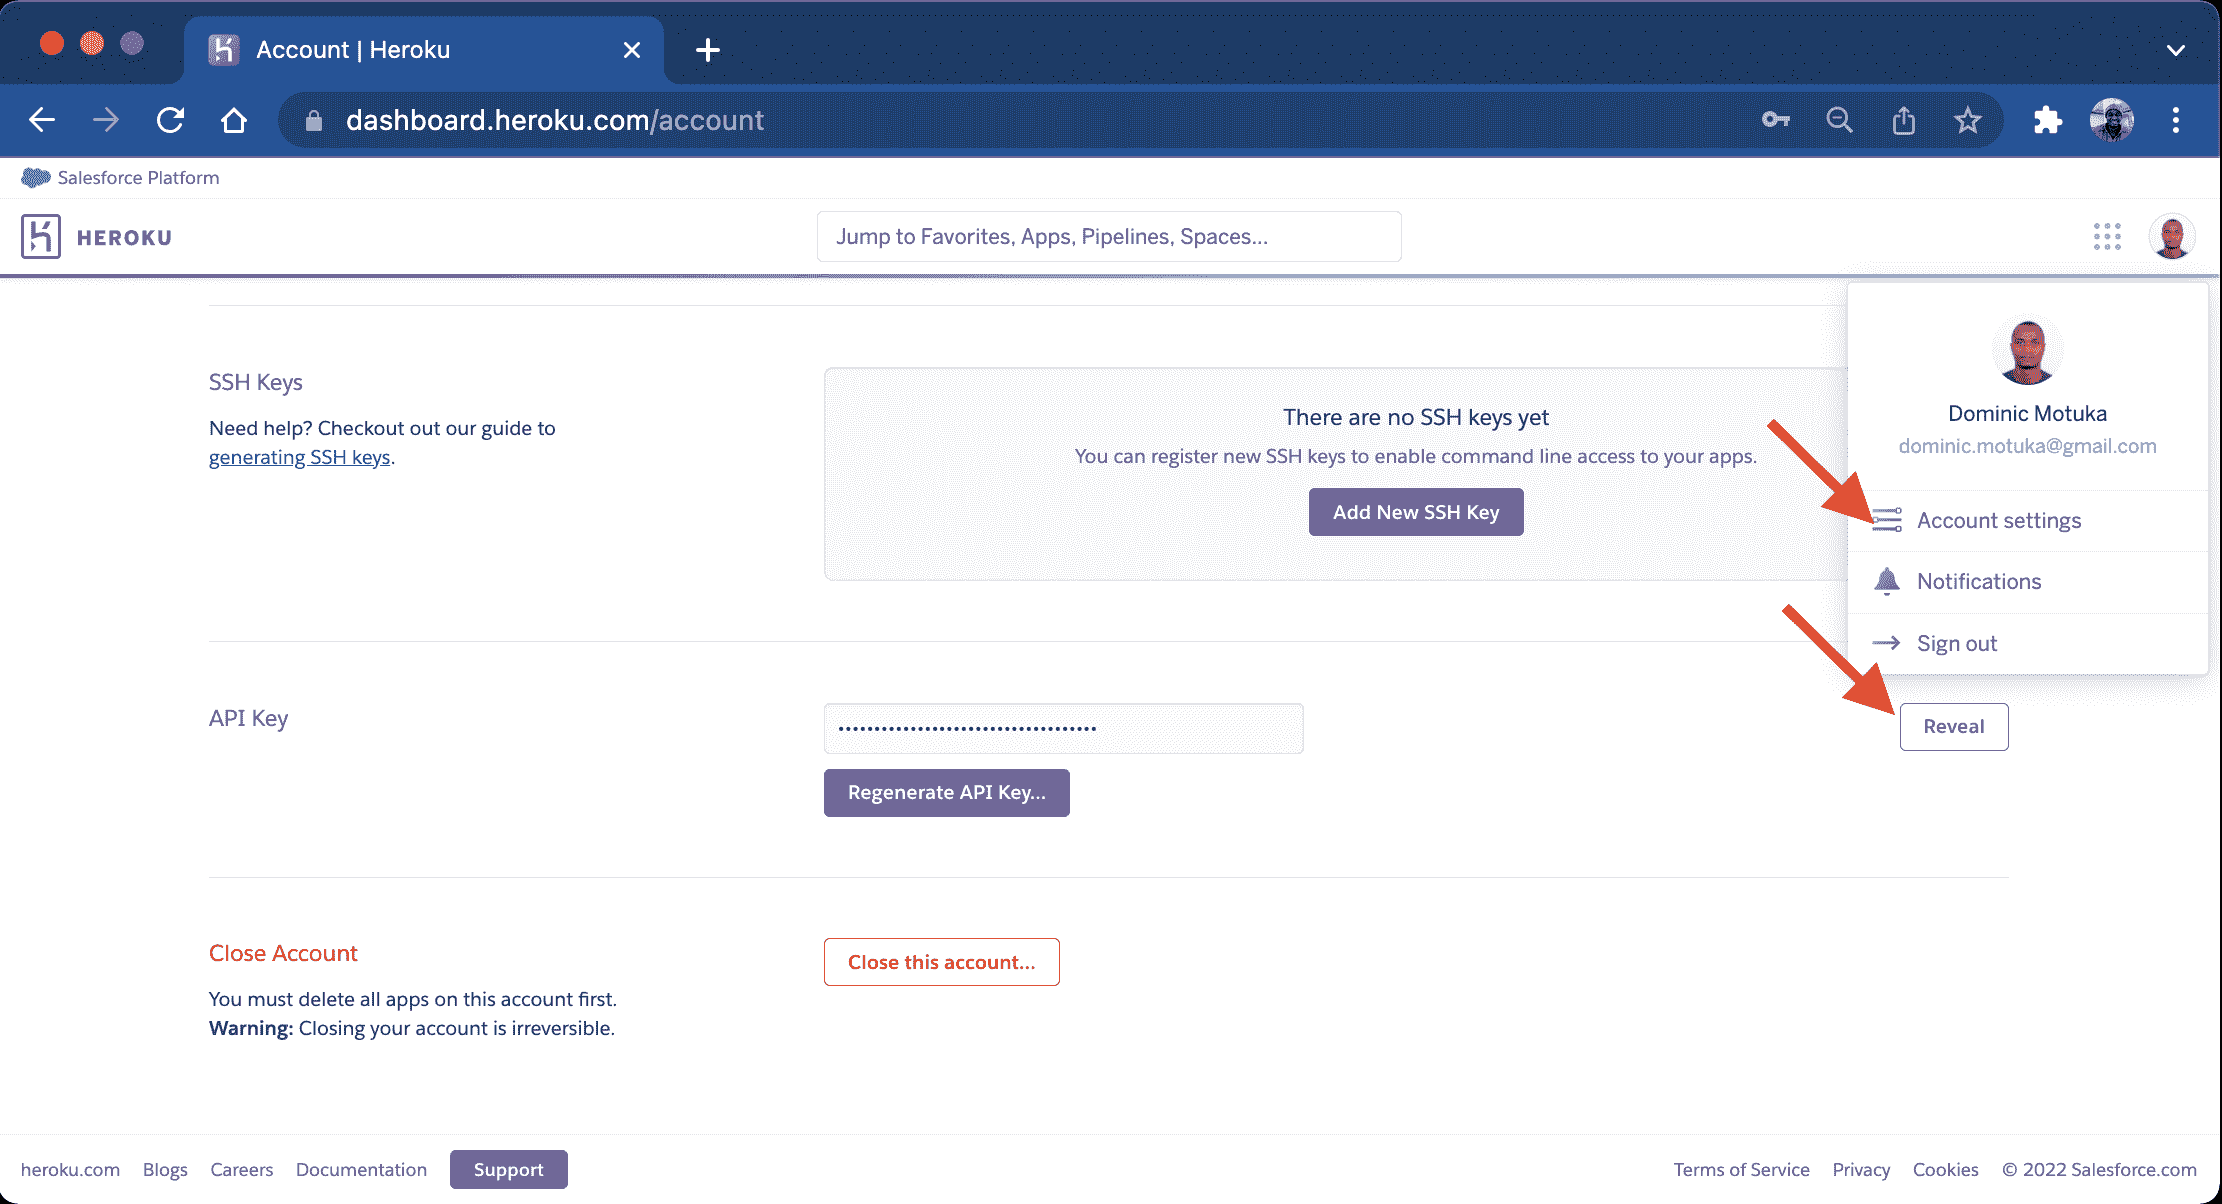 Account | Heroku
dashboard.heroku.com/account
Salesforce Platform
HEROKU
Jump to Favorites, Apps, Pipelines, Spaces...
Dominic Motuka
dominic.motuka@gmail.com
Account settings
Notifications
Sign out
SSH Keys
Need help? Checkout out our guide to
generating SSH keys.
There are no SSH keys yet
You can register new SSH keys to enable command line access to your apps.
Add New SSH Key
API Key
Reveal
Regenerate API Key...
Close Account
You must delete all apps on this account first.
Warning: Closing your account is irreversible.
Close this account...
heroku.com Blogs Careers Documentation Support
Terms of Service Privacy Cookies © 2022 Salesforce.com